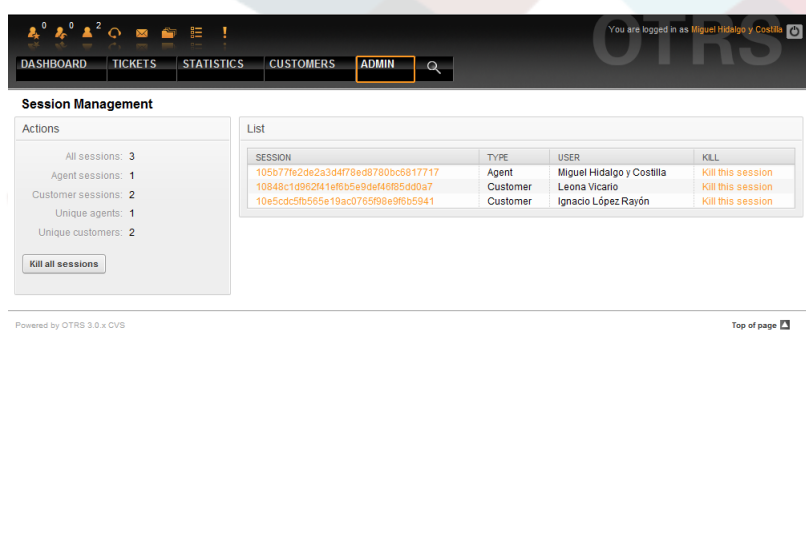 0 0 2
OTRS
You are logged in as Miguel Hidalgo y Costilla
DASHBOARD TICKETS STATISTICS CUSTOMERS ADMIN
Session Management
Actions
All sessions: 3
Agent sessions: 1
Customer sessions: 2
Unique agents: 1
Unique customers: 2
Kill all sessions
List
SESSION TYPE USER KILL
105b77fe2de2a3d4f78ed8780bc6817717 Agent Miguel Hidalgo y Costilla Kill this session
10848c1d962f41ef6b5e9def46f85dd0a7 Customer Leona Vicario Kill this session
10e5cdc5fb565e19ac0765f98e9f6b5941 Customer Ignacio López Rayón Kill this session
Powered by OTRS 3.0.x CVS
Top of page